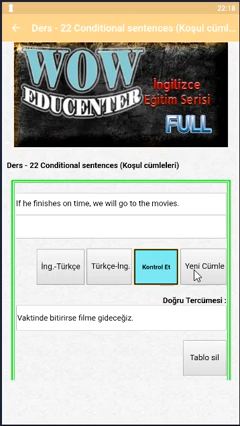 22:18
Ders - 22 Conditional sentences (Koşul cüml...
WOW
EDUCENTER
İngilizce
Eğitim Serisi
FULL
Ders - 22 Conditional sentences (Koşul cümleleri)
If he finishes on time, we will go to the movies.
İng.-Türkçe
Türkçe-İng.
Kontrol Et
Yeni Cümle
Doğru Tercümesi :
Vaktinde bitirirse filme gideceğiz.
Tablo sil